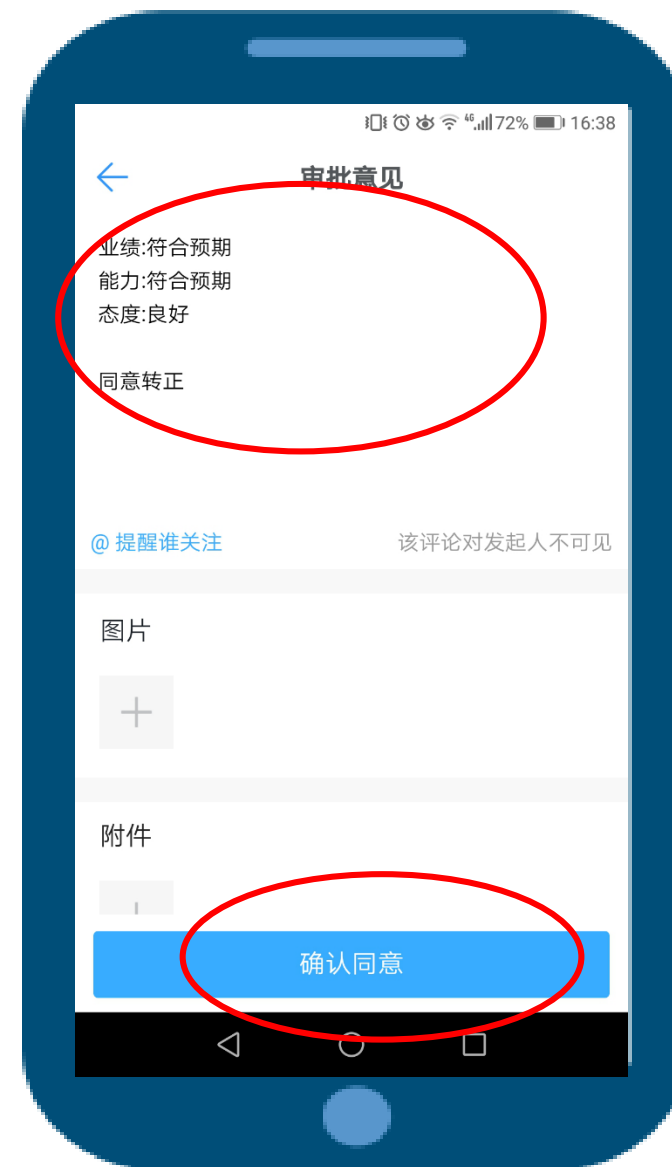 46 72% 16:38
审批意见
业绩:符合预期
能力:符合预期
态度:良好
同意转正
@ 提醒谁关注 该评论对发起人不可见
图片
附件
确认同意